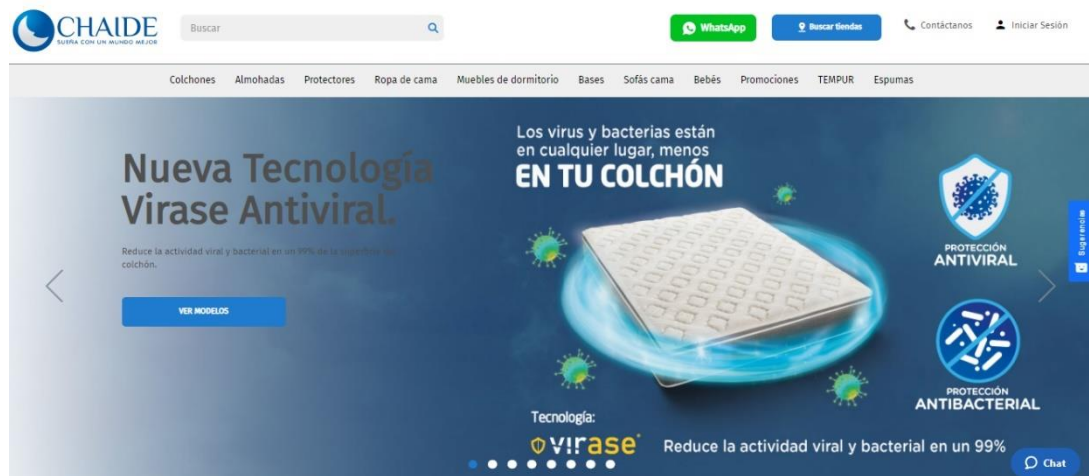 CHAIDE
SUEÑA CON UN MUNDO MEJOR
Buscar
WhatsApp
Buscar tiendas
Contáctanos
Iniciar Sesión
Colchones Almohadas Protectores Ropa de cama Muebles de dormitorio Bases Sofás cama Bebés Promociones TEMPUR Espumas
Nueva Tecnología
Virase Antiviral.
Reduce la actividad viral y bacterial en un 99% de la
colchón.
VER MODELOS
Los virus y bacterias están
en cualquier lugar, menos
EN TU COLCHÓN
PROTECCIÓN
ANTIVIRAL
PROTECCIÓN
ANTIBACTERIAL
Tecnología:
virase
Reduce la actividad viral y bacterial en un 99%
Sugerencias
Chat